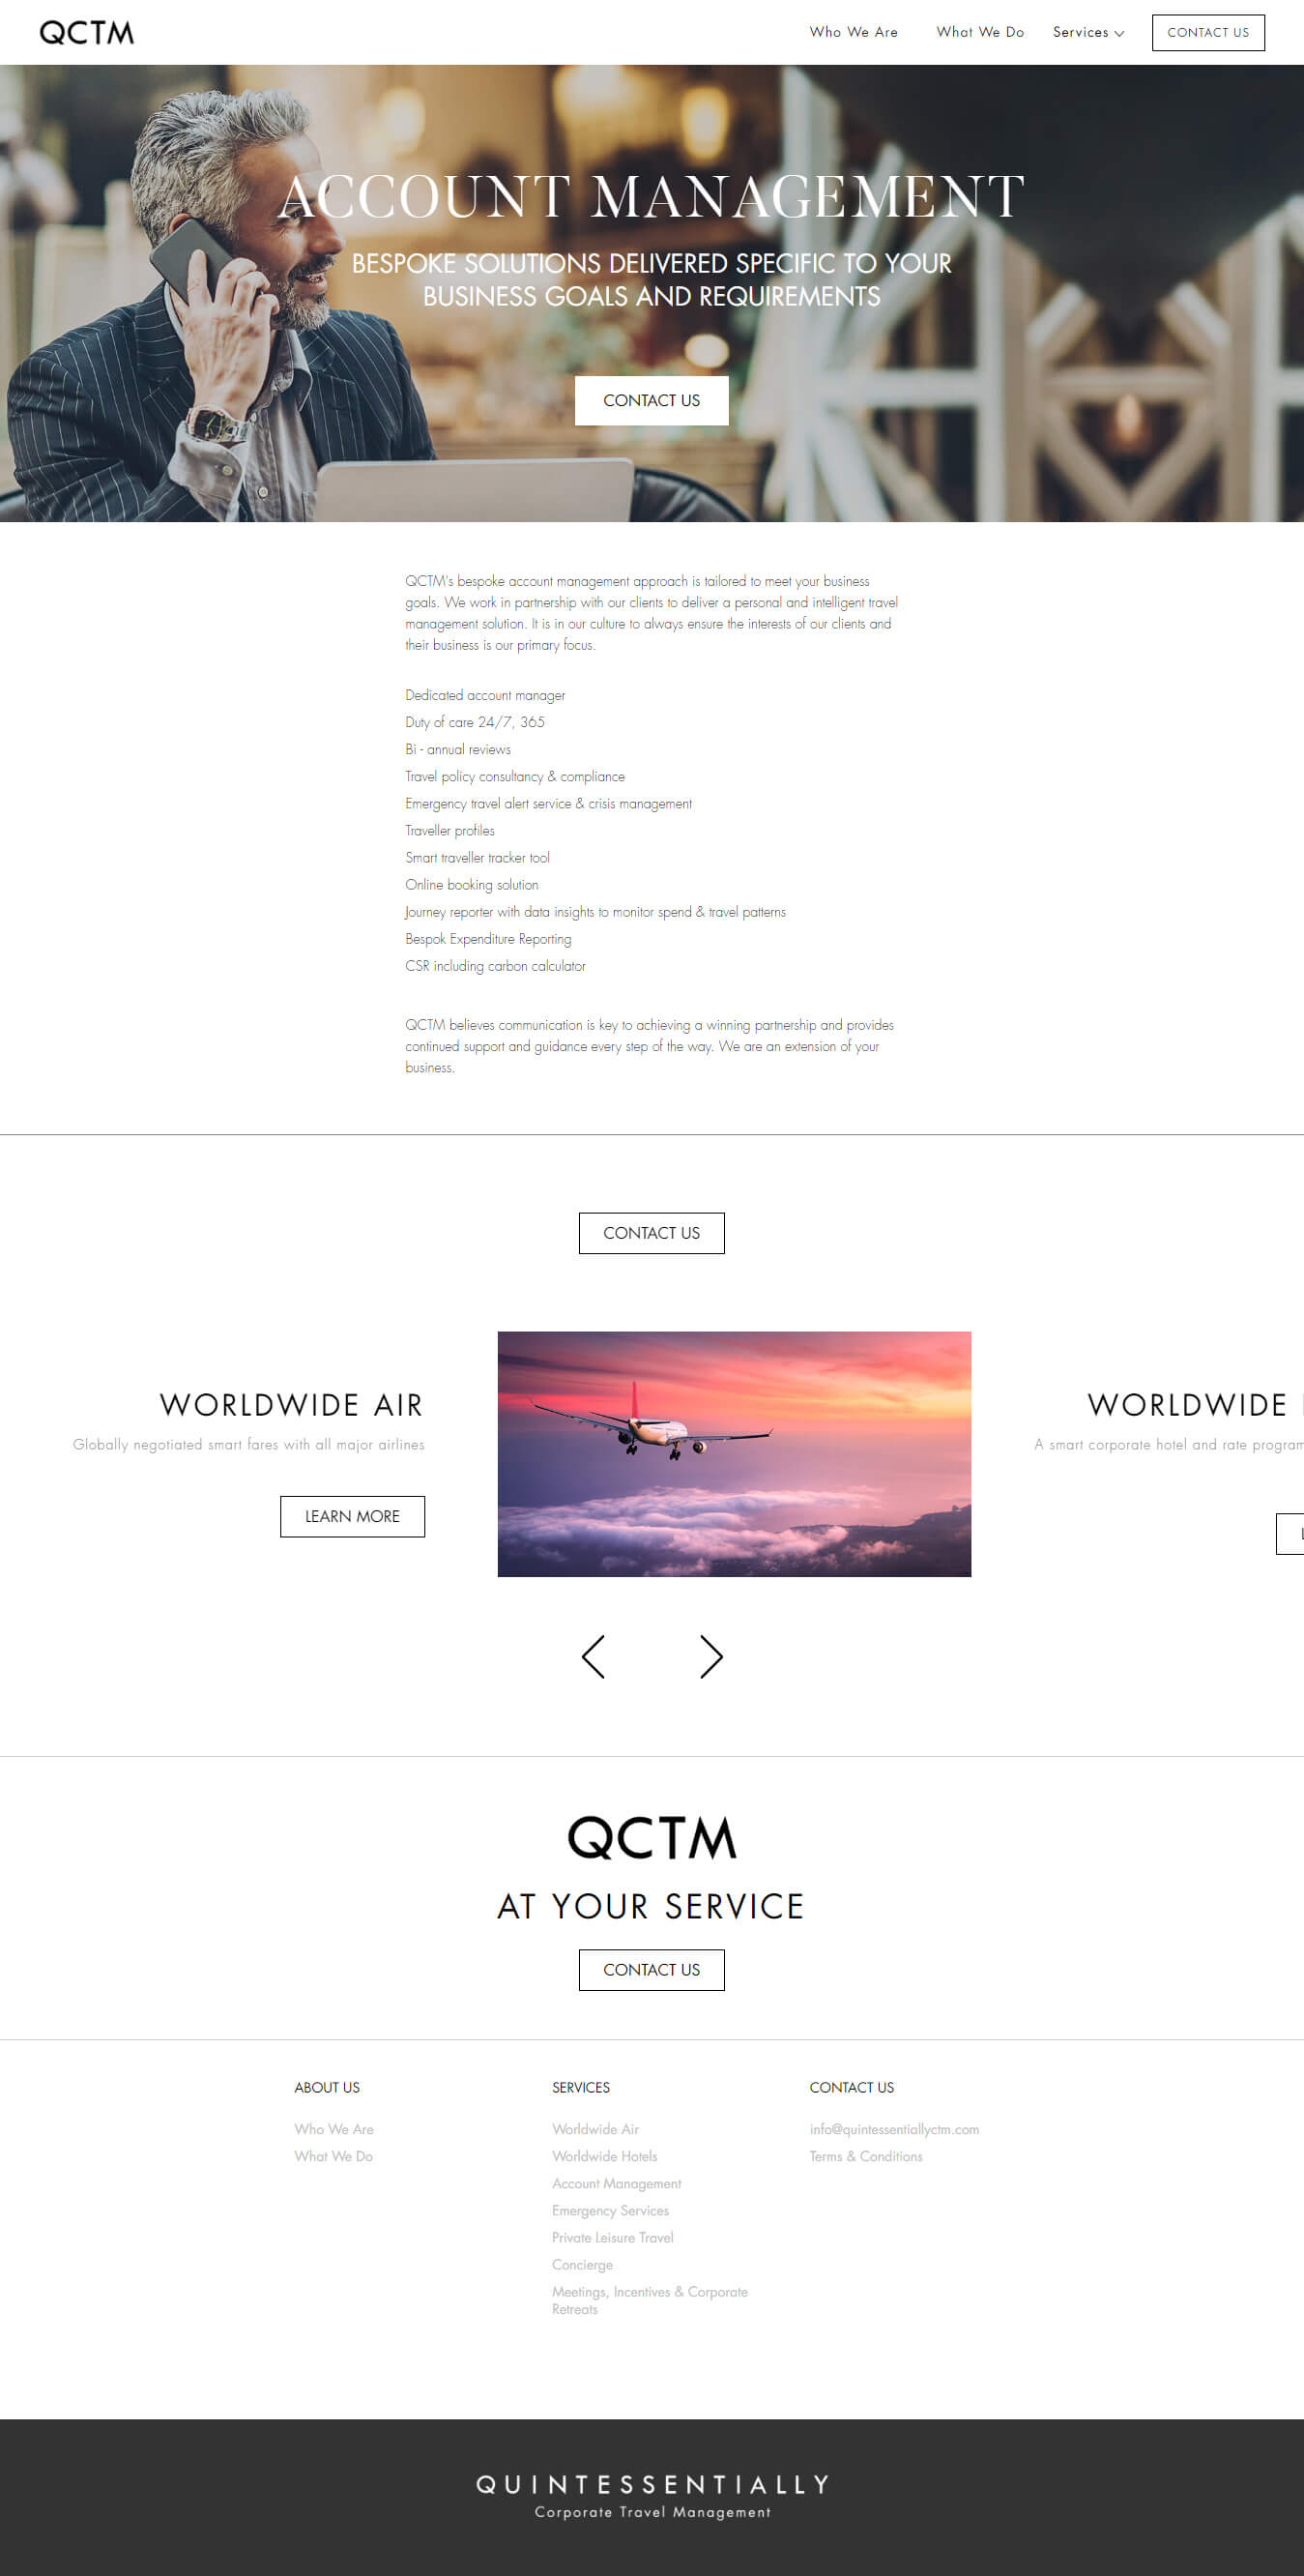 QCTM
Who We Are
What We Do
Services
CONTACT US
ACCOUNT MANAGEMENT
BESPOKE SOLUTIONS DELIVERED SPECIFIC TO YOUR
BUSINESS GOALS AND REQUIREMENTS
CONTACT US
QCTM's bespoke account management approach is tailored to meet your business
goals. We work in partnership with our clients to deliver a personal and intelligent travel
management solution. It is in our culture to always ensure the interests of our clients and
their business is our primary focus.
Dedicated account manager
Duty of care 24/7, 365
Bi - annual reviews
Travel policy consultancy & compliance
Emergency travel alert service & crisis management
Traveller profiles
Smart traveller tracker tool
Online booking solution
Journey reporter with data insights to monitor spend & travel patterns
Bespok Expenditure Reporting
CSR including carbon calculator
QCTM believes communication is key to achieving a winning partnership and provides
continued support and guidance every step of the way. We are an extension of your
business.
CONTACT US
WORLDWIDE AIR
Globally negotiated smart fares with all major airlines
LEARN MORE
WORLDWIDE
A smart corporate hotel and rate program
QCTM
AT YOUR SERVICE
CONTACT US
ABOUT US
Who We Are
What We Do
SERVICES
Worldwide Air
Worldwide Hotels
Account Management
Emergency Services
Private Leisure Travel
Concierge
Meetings, Incentives & Corporate
Retreats
CONTACT US
info@quintessentiallyctm.com
Terms & Conditions
QUINTESSENTIALLY
Corporate Travel Management